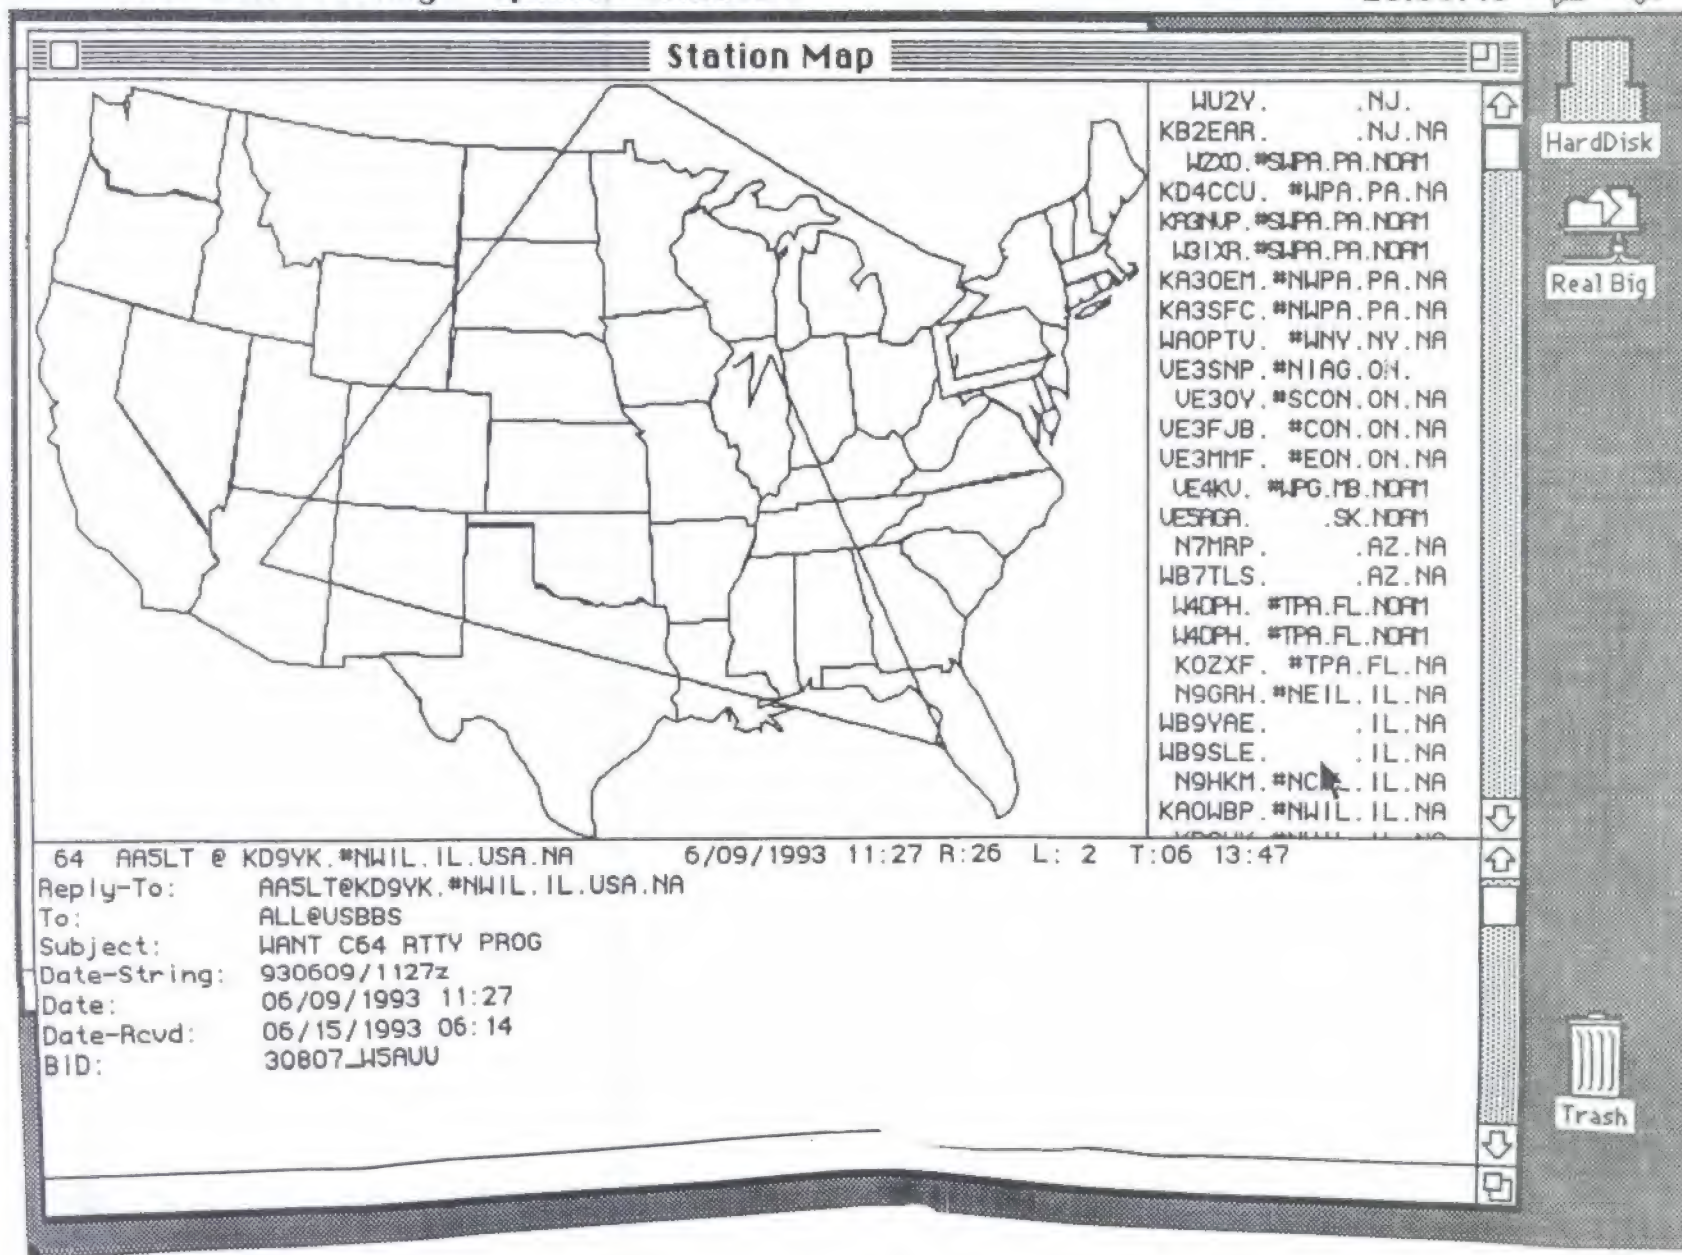 Station Map
WU2Y. .NJ.
KB2EAR. .NJ.NA
W2XO.#SWPA.PA.NOAM
KD4CCU. #WPA.PA.NA
KA3NVP.#SWPA.PA.NOAM
W3IXR.#SWPA.PA.NOAM
KA3OEM.#NWPA.PA.NA
KA3SFC.#NWPA.PA.NA
WA0PTV. #WNY.NY.NA
VE3SNP.#NIAG.ON.
VE3OY.#SCON.ON.NA
VE3FJB. #CON.ON.NA
VE3MMF. #EON.ON.NA
VE4KV. #WPG.MB.NOAM
VE5AGA. .SK.NOAM
N7MRP. .AZ.NA
WB7TLS. .AZ.NA
W4DPH. #TPA.FL.NOAM
W4DPH. #TPA.FL.NOAM
K0ZXF. #TPA.FL.NA
N9GRH.#NEIL.IL.NA
WB9YAE. .IL.NA
WB9SLE. .IL.NA
N9HKM. .IL.NA
KA0WBP.#NWIL.IL.NA
64 AA5LT @ KD9YK.#NWIL.IL.USA.NA 6/09/1993 11:27 R:26 L: 2 T:06 13:47
Reply-To: AA5LT@KD9YK.#NWIL.IL.USA.NA
To: ALL@USBBS
Subject: WANT C64 RTTY PROG
Date-String: 930609/1127z
Date: 06/09/1993 11:27
Date-Rcvd: 06/15/1993 06:14
BID: 30807_W5AUU
HardDisk
Real Big
Trash